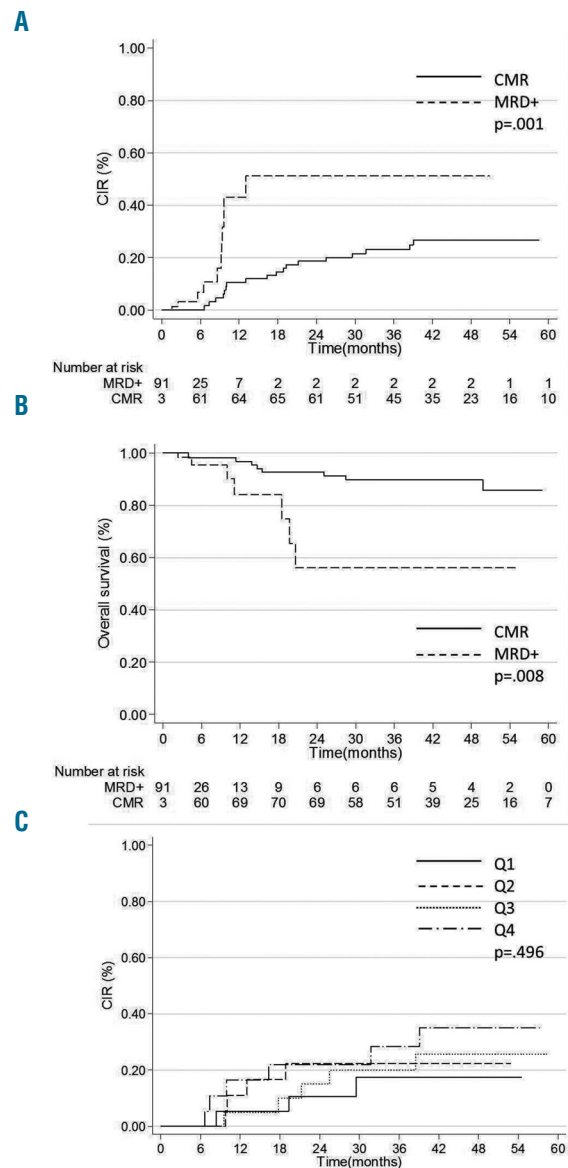 A
1.00
0.80
0.60
0.40
0.20
0.00
CIR (%)
CMR
MRD+
p=.001
0 6 12 18 24 30 36 42 48 54 60
Time(months)
Number at risk
MRD+ 91 25 7 2 2 2 2 2 2 1 1
CMR 3 61 64 65 61 51 45 35 23 16 10
B
1.00
0.80
0.60
0.40
0.20
0.00
Overall survival (%)
CMR
MRD+
p=.008
0 6 12 18 24 30 36 42 48 54 60
Time(months)
Number at risk
MRD+ 91 26 13 9 6 6 6 5 4 2 0
CMR 3 60 69 70 69 58 51 39 25 16 7
C
1.00
0.80
0.60
0.40
0.20
0.00
CIR (%)
Q1
Q2
Q3
Q4
p=.496
0 6 12 18 24 30 36 42 48 54 60
Time(months)